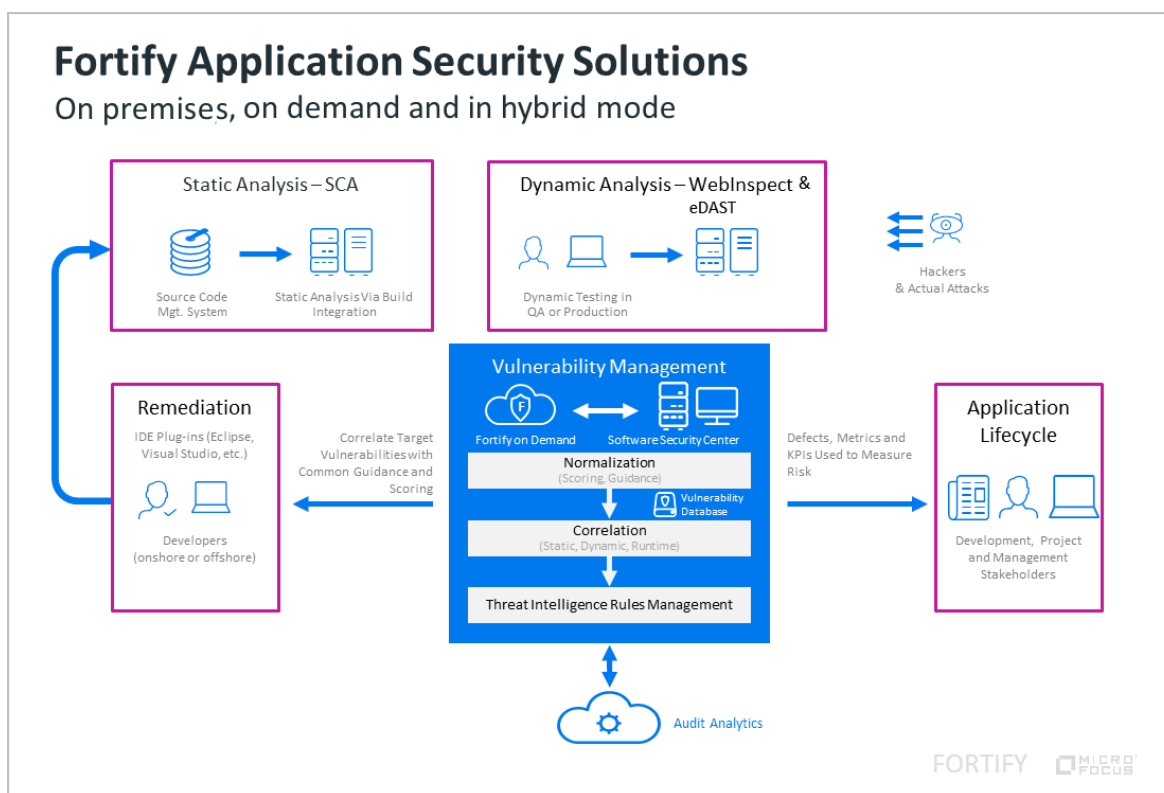 Fortify Application Security Solutions
On premises, on demand and in hybrid mode
Static Analysis – SCA
Source Code
Mgt. System
Static Analysis Via Build
Integration
Dynamic Analysis – WebInspect &
eDAST
Dynamic Testing in
QA or Production
Hackers
& Actual Attacks
Remediation
IDE Plug-ins (Eclipse,
Visual Studio, etc.)
Developers
(onshore or offshore)
Correlate Target
Vulnerabilities with
Common Guidance and
Scoring
Vulnerability Management
F
Fortify on Demand
Software Security Center
Normalization
(Scoring, Guidance)
Vulnerability
Database
Correlation
(Static, Dynamic, Runtime)
Threat Intelligence Rules Management
Defects, Metrics and
KPIs Used to Measure
Risk
Application
Lifecycle
Development, Project
and Management
Stakeholders
Audit Analytics
FORTIFY
MICRO
FOCUS